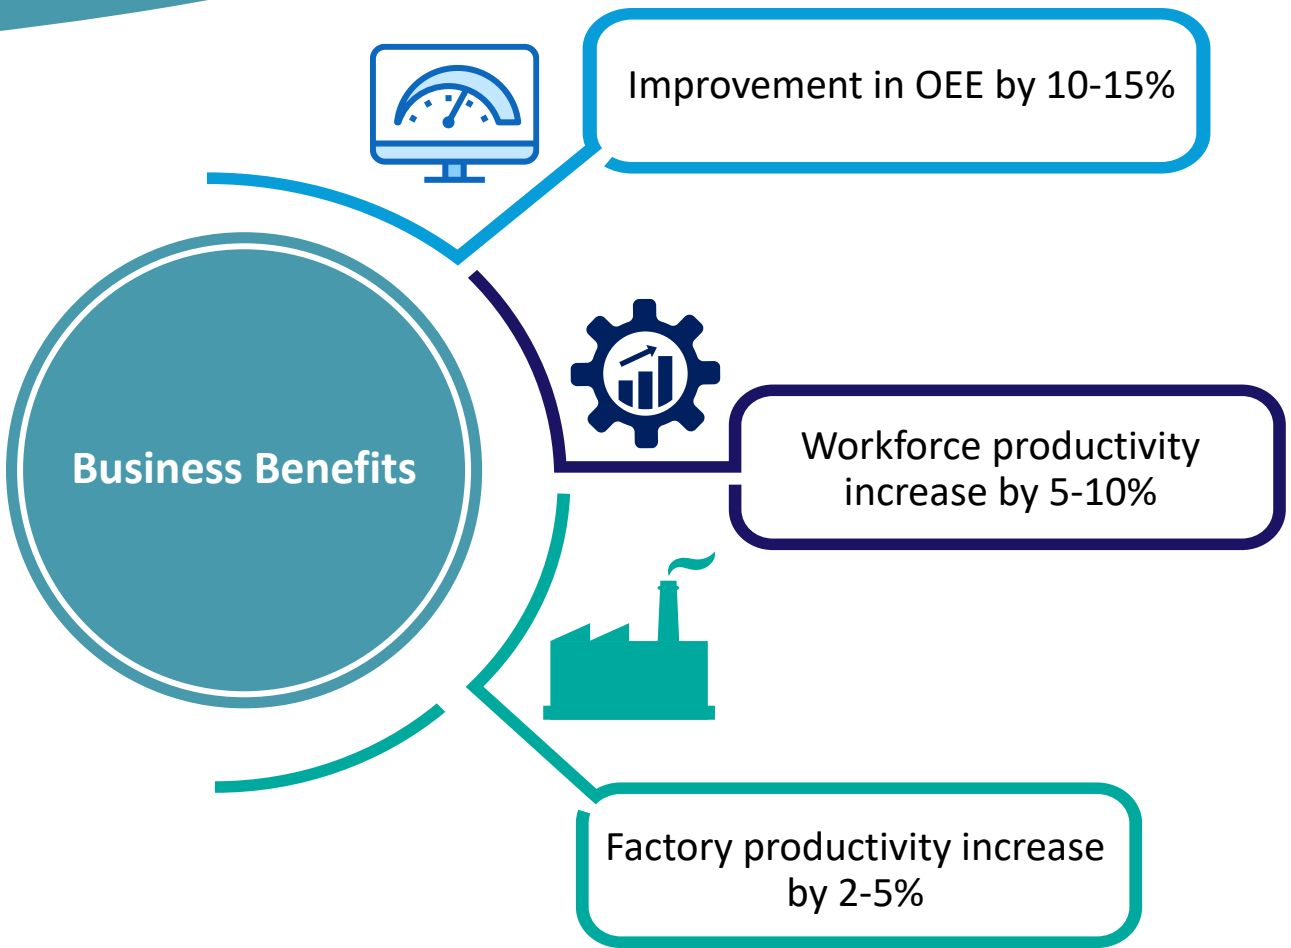 Improvement in OEE by 10-15%
Business Benefits
Workforce productivity
increase by 5-10%
Factory productivity increase
by 2-5%